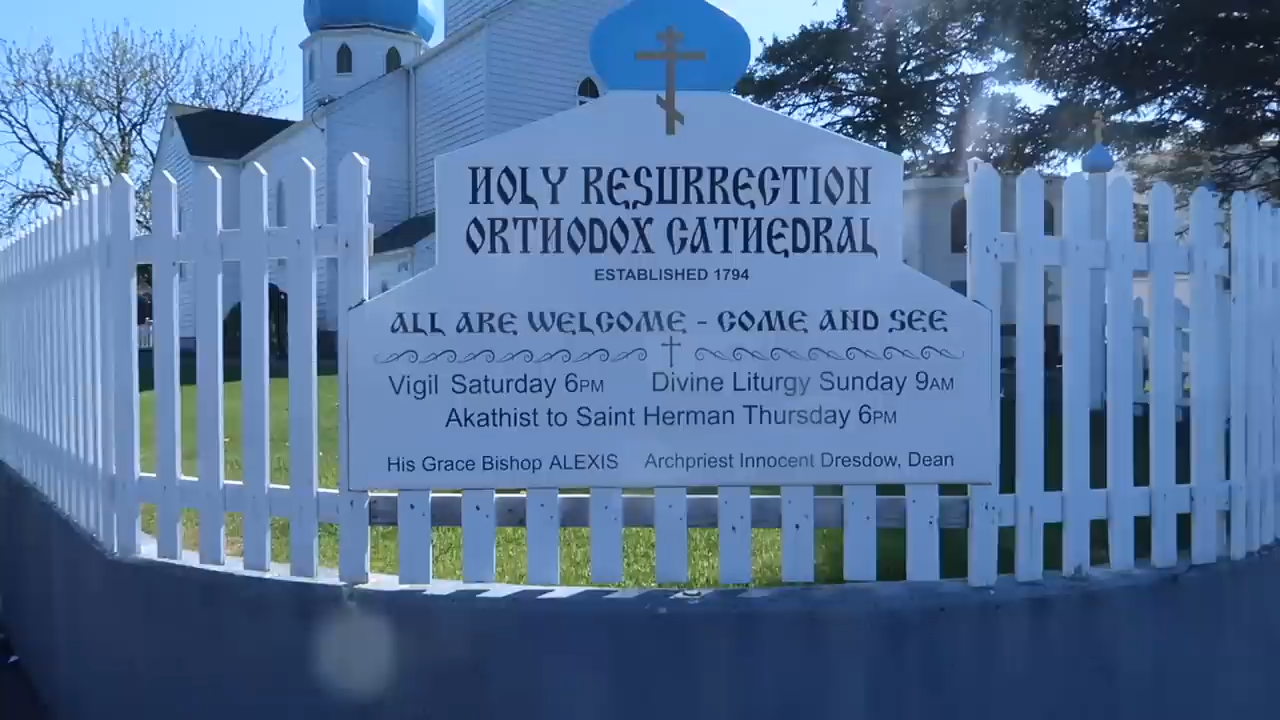 HOLY RESURRECTION
ORTHODOX CATHEDRAL
ESTABLISHED 1794
ALL ARE WELCOME - COME AND SEE
Vigil Saturday 6PM Divine Liturgy Sunday 9AM
Akathist to Saint Herman Thursday 6PM
His Grace Bishop ALEXIS Archpriest Innocent Dresdow, Dean